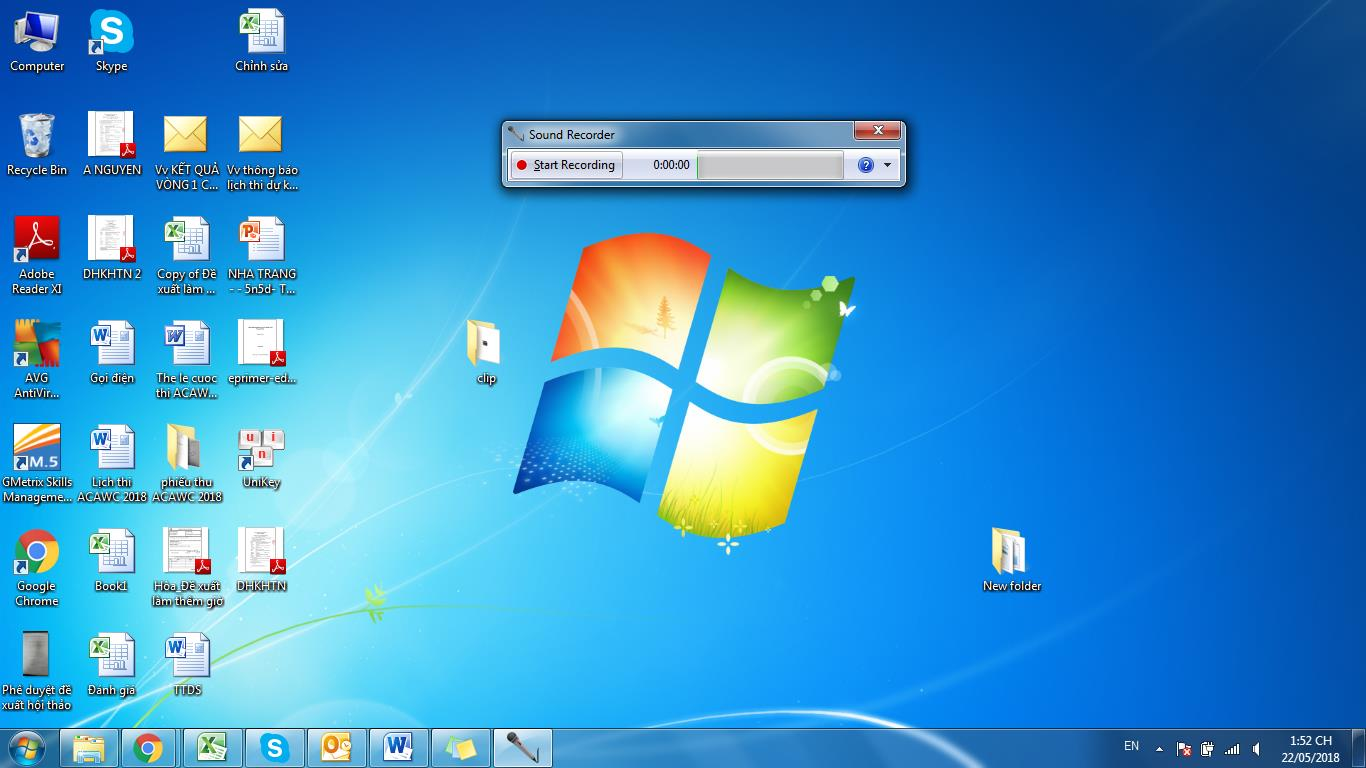 Computer
Skype
Chỉnh sửa
Sound Recorder
Start Recording
0:00:00
Recycle Bin
A NGUYEN
Vv KẾT QUẢ
VÒNG 1 C...
Vv thông báo
lịch thi dự k...
Adobe
Reader XI
DHKHTN 2
Copy of Đề
xuất làm ...
NHA TRANG
- - 5n5d- T...
AVG
AntiVir...
Gọi điện
The le cuoc
thi ACAW...
eprimer-ed...
clip
M.5
GMetrix Skills
Manageme...
Lịch thi
ACAWC 2018
phiếu thu
ACAWC 2018
u i
n
UniKey
Google
Chrome
Book1
Hòa_Đề xuất
làm thêm giờ
DHKHTN
New folder
Phê duyệt đề
xuất hội thảo
Đánh giá
TTDS
EN
1:52 CH
22/05/2018